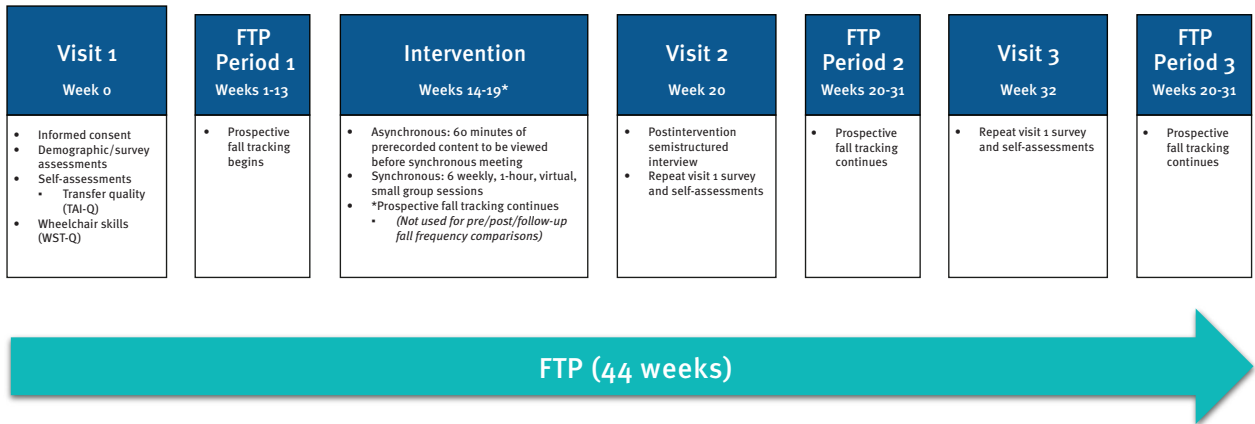 Visit 1
Week 0
• Informed consent
• Demographic/survey
assessments
• Self-assessments
▪ Transfer quality
(TAI-Q)
• Wheelchair skills
(WST-Q)
FTP
Period 1
Weeks 1-13
• Prospective
fall tracking
begins
Intervention
Weeks 14-19*
• Asynchronous: 60 minutes of
prerecorded content to be viewed
before synchronous meeting
• Synchronous: 6 weekly, 1-hour, virtual,
small group sessions
• *Prospective fall tracking continues
▪ (Not used for pre/post/follow-up
fall frequency comparisons)
Visit 2
Week 20
• Postintervention
semistructured
interview
• Repeat visit 1 survey
and self-assessments
FTP
Period 2
Weeks 20-31
• Prospective
fall tracking
continues
Visit 3
Week 32
• Repeat visit 1 survey
and self-assessments
FTP
Period 3
Weeks 20-31
• Prospective
fall tracking
continues
FTP (44 weeks)